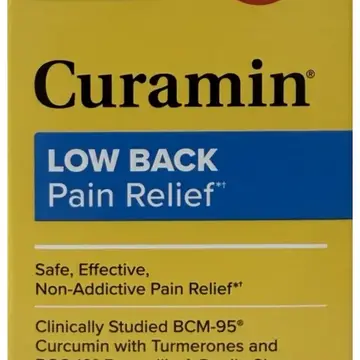 Curamin®
LOW BACK
Pain Relief*†
Safe, Effective,
Non-Addictive Pain Relief*†
Clinically Studied BCM-95®
Curcumin with Turmerones and